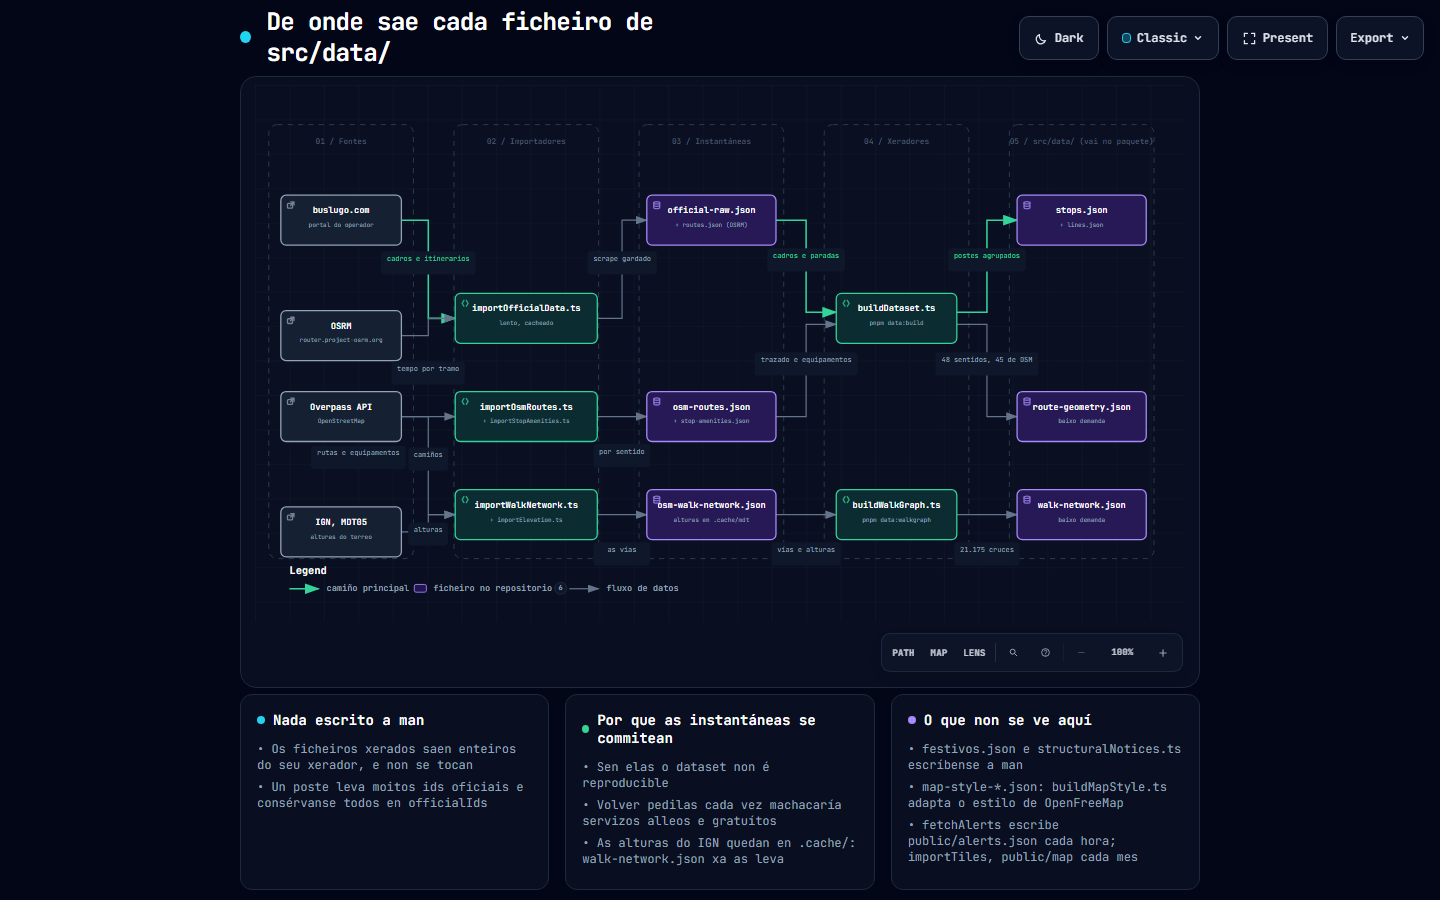 De onde sae cada ficheiro de
src/data/
Dark
Classic
Present
Export
01 / Fontes
02 / Importadores
03 / Instantáneas
04 / Xeradores
05 / src/data/ (vai no paquete)
buslugo.com
portal do operador
official-raw.json
+ routes.json (OSRM)
stops.json
+ lines.json
cadros e itinerarios
scrape gardado
cadros e paradas
postes agrupados
importOfficialData.ts
lento, cacheado
buildDataset.ts
pnpm data:build
OSRM
router.project-osrm.org
tempo por tramo
trazado e equipamentos
48 sentidos, 45 de OSM
Overpass API
OpenStreetMap
importOsmRoutes.ts
+ importStopAmenities.ts
osm-routes.json
+ stop-amenities.json
route-geometry.json
baixo demanda
rutas e equipamentos
camiños
por sentido
importWalkNetwork.ts
+ importElevation.ts
osm-walk-network.json
alturas en .cache/mdt
buildWalkGraph.ts
pnpm data:walkgraph
walk-network.json
baixo demanda
IGN, MDT05
alturas do terreo
alturas
as vías
vías e alturas
21.175 cruces
Legend
camiño principal
ficheiro no repositorio 6
fluxo de datos
PATH
MAP
LENS
100%
Nada escrito a man
• Os ficheiros xerados saen enteiros
do seu xerador, e non se tocan
• Un poste leva moitos ids oficiais e
consérvanse todos en officialIds
Por que as instantáneas se
commitean
• Sen elas o dataset non é
reproducible
• Volver pedilas cada vez machacaría
servizos alleos e gratuítos
• As alturas do IGN quedan en .cache/:
walk-network.json xa as leva
O que non se ve aquí
• festivos.json e structuralNotices.ts
escríbense a man
• map-style-*.json: buildMapStyle.ts
adapta o estilo de OpenFreeMap
• fetchAlerts escribe
public/alerts.json cada hora;
importTiles, public/map cada mes